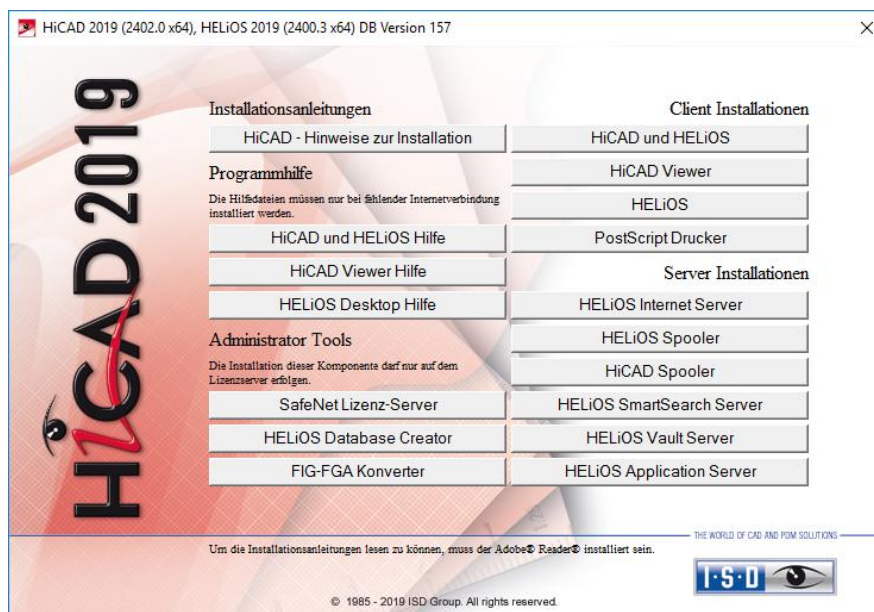 HiCAD 2019 (2402.0 x64), HELiOS 2019 (2400.3 x64) DB Version 157
HiCAD 2019
Installationsanleitungen
HiCAD - Hinweise zur Installation
Programmhilfe
Die Hilfedateien müssen nur bei fehlender Internetverbindung
installiert werden.
HiCAD und HELiOS Hilfe
HiCAD Viewer Hilfe
HELiOS Desktop Hilfe
Administrator Tools
Die Installation dieser Komponente darf nur auf dem
Lizenzserver erfolgen.
SafeNet Lizenz-Server
HELiOS Database Creator
FIG-FGA Konverter
Client Installationen
HiCAD und HELiOS
HiCAD Viewer
HELiOS
PostScript Drucker
Server Installationen
HELiOS Internet Server
HELiOS Spooler
HiCAD Spooler
HELiOS SmartSearch Server
HELiOS Vault Server
HELiOS Application Server
THE WORLD OF CAD AND PDM SOLUTIONS
Um die Installationsanleitungen lesen zu können, muss der Adobe® Reader® installiert sein.
I·S·D
© 1985 - 2019 ISD Group. All rights reserved.